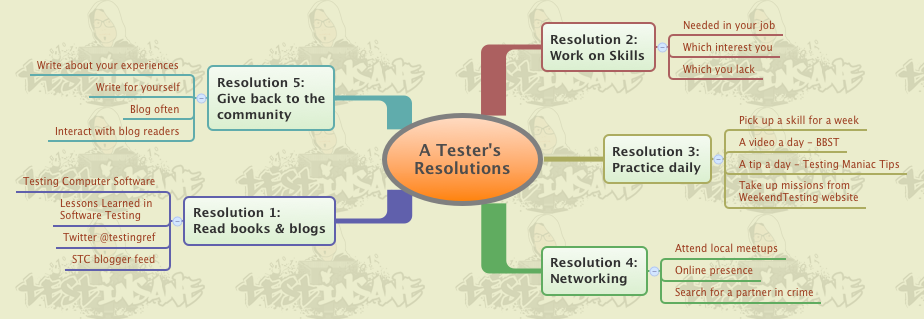 A Tester's
Resolutions
Resolution 1:
Read books & blogs
Testing Computer Software
Lessons Learned in
Software Testing
Twitter @testingref
STC blogger feed
Resolution 2:
Work on Skills
Needed in your job
Which interest you
Which you lack
Resolution 3:
Practice daily
Pick up a skill for a week
A video a day - BBST
A tip a day - Testing Maniac Tips
Take up missions from
WeekendTesting website
Resolution 4:
Networking
Attend local meetups
Online presence
Search for a partner in crime
Resolution 5:
Give back to the
community
Write about your experiences
Write for yourself
Blog often
Interact with blog readers